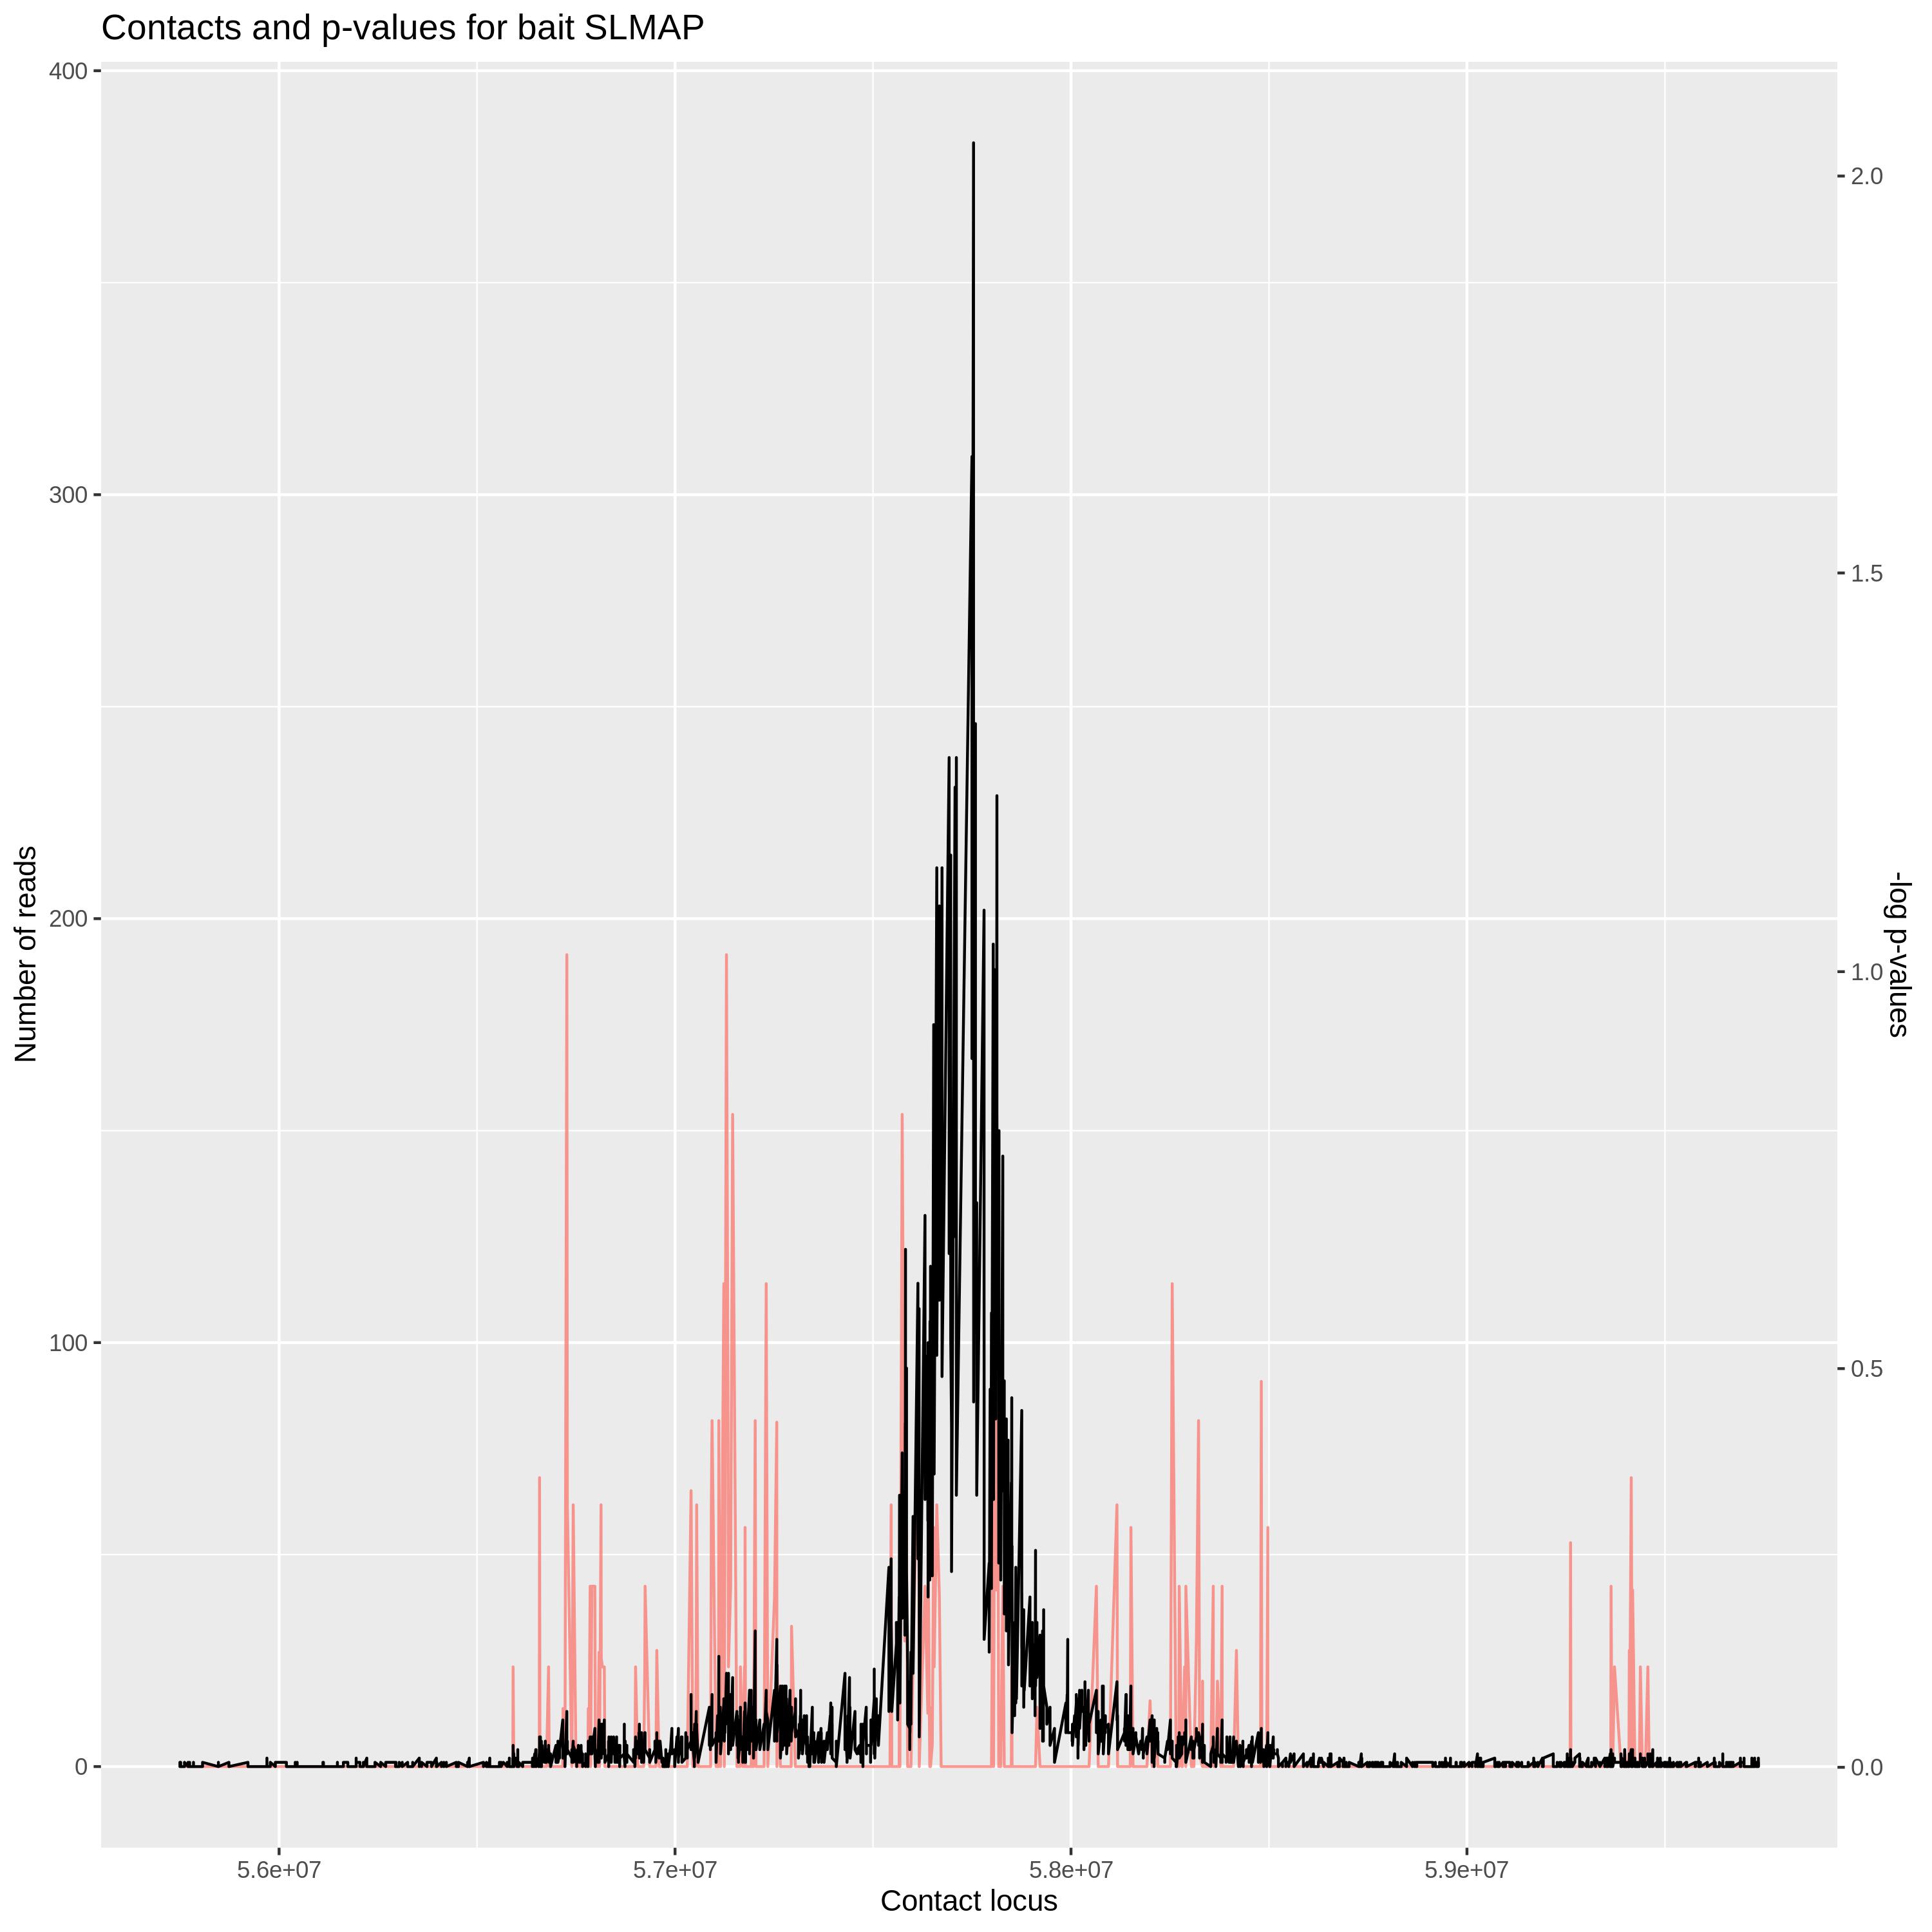 Contacts and p-values for bait SLMAP
400
300
200
100
0
Number of reads
2.0
1.5
1.0
0.5
0.0
-log p-values
5.6e+07
5.7e+07
5.8e+07
5.9e+07
Contact locus